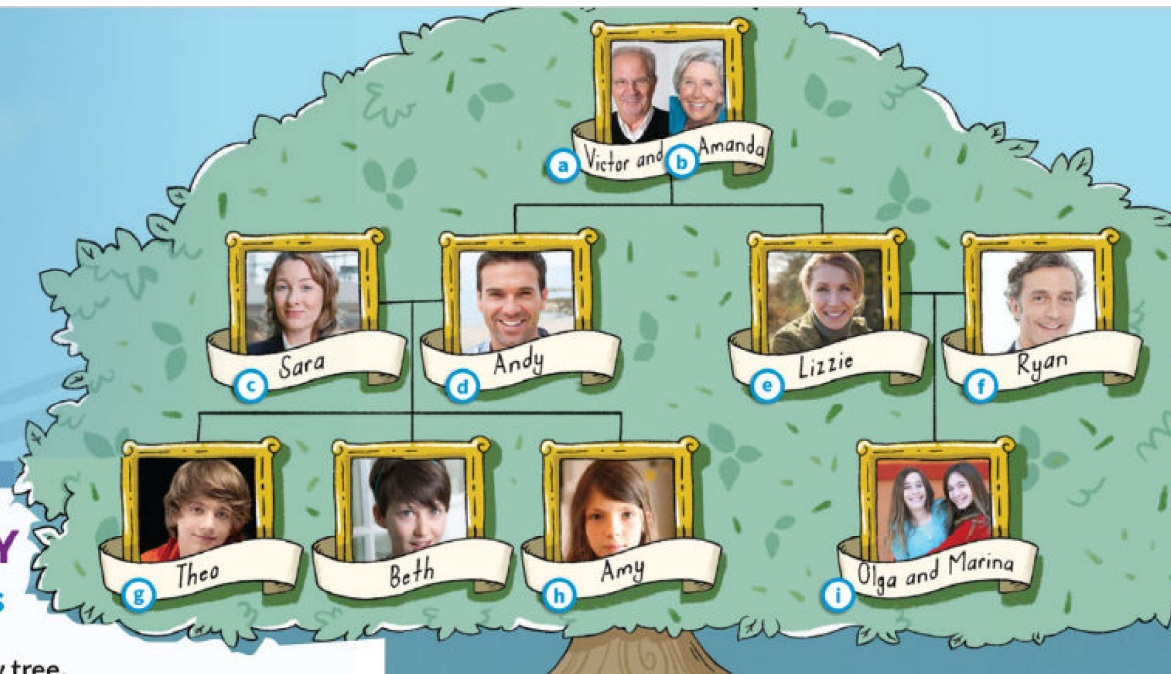 a Victor and b Amanda
c Sara
d Andy
e Lizzie
f Ryan
g Theo
Beth
h Amy
i Olga and Marina
Y
s
y tree.